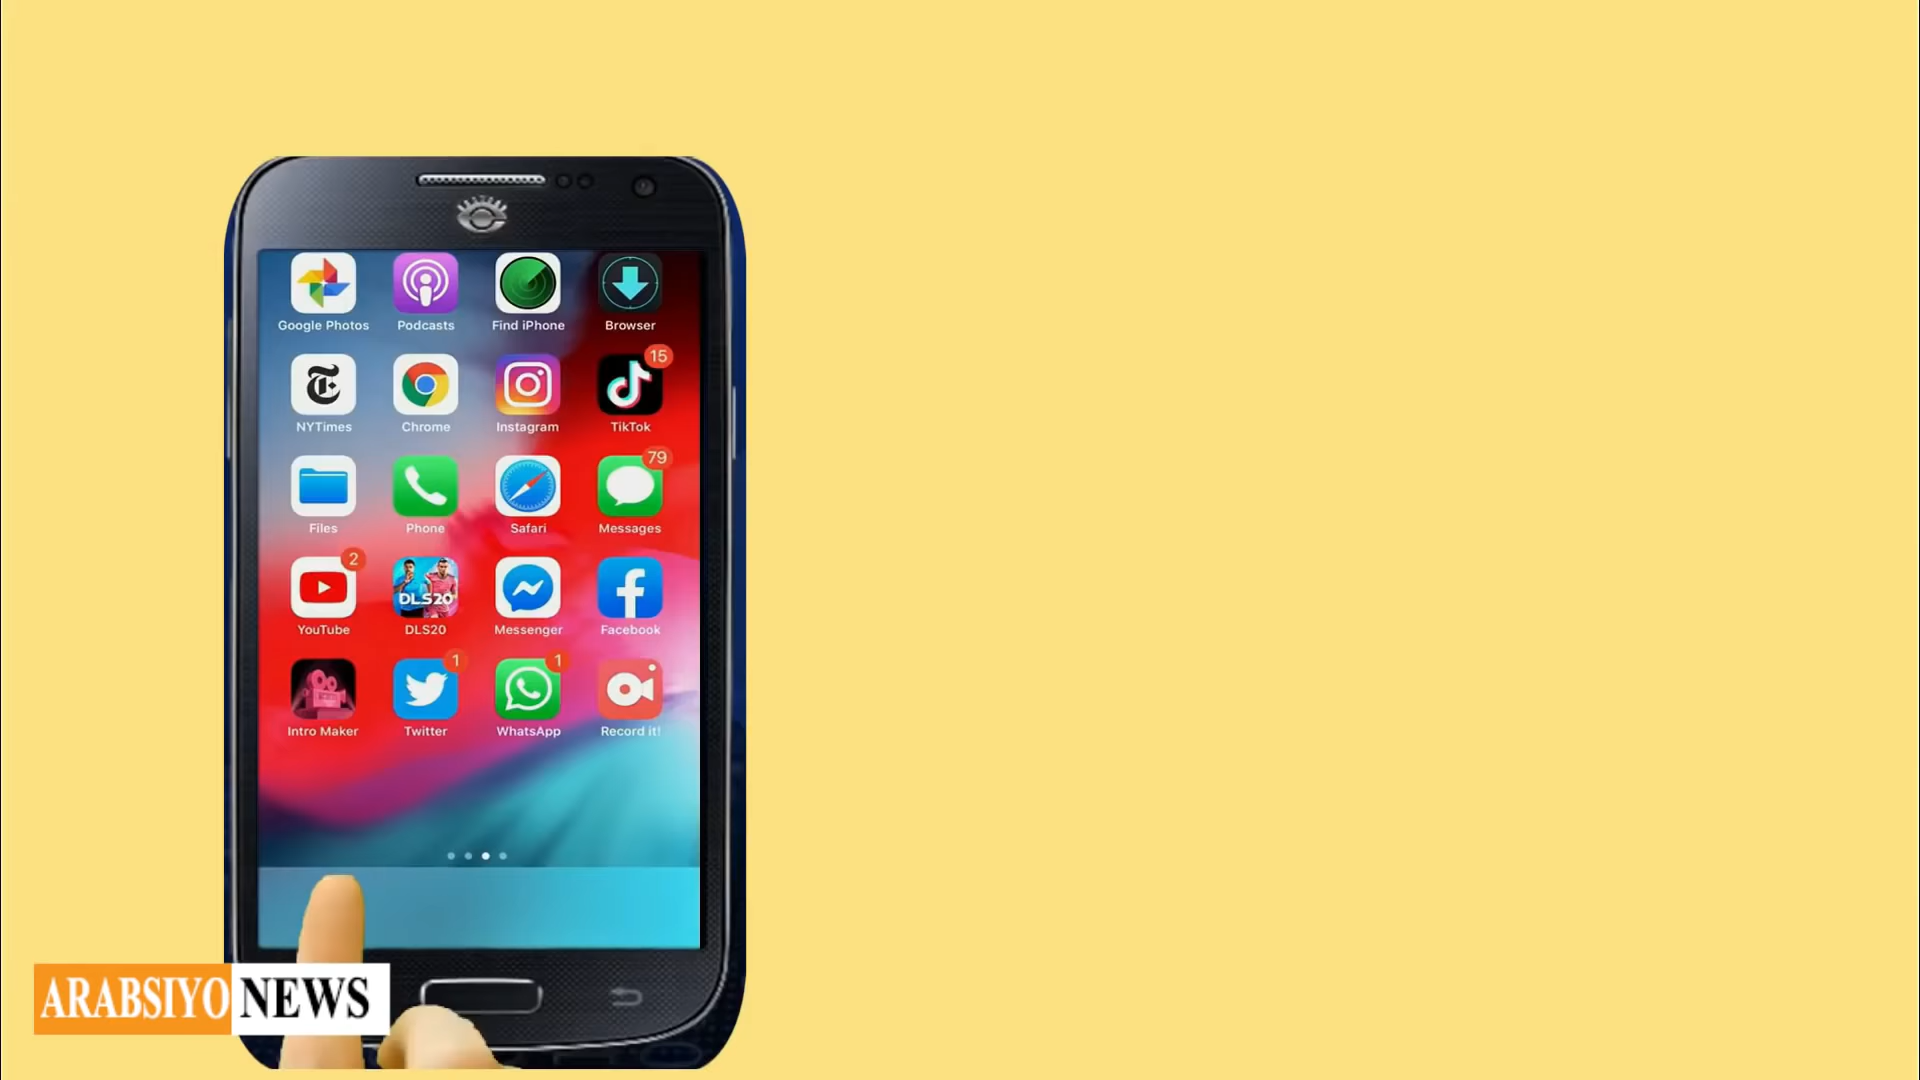 Google Photos Podcasts Find iPhone Browser
15
NYTimes Chrome Instagram TikTok
79
Files Phone Safari Messages
2
DLS20
YouTube DLS20 Messenger Facebook
1 1
Intro Maker Twitter WhatsApp Record it!
ARABSIYO NEWS